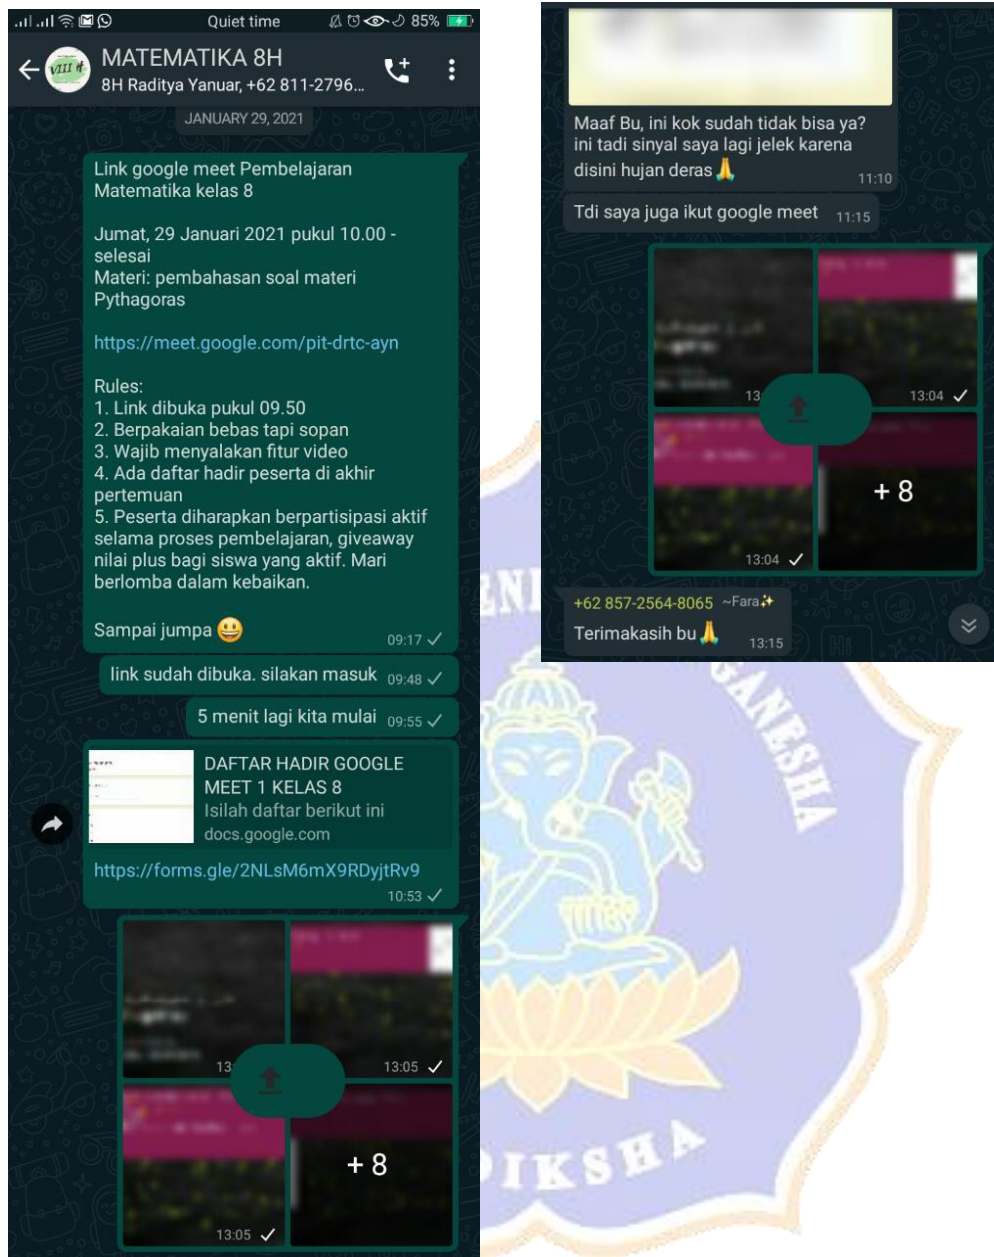 Quiet time
85%
VIII H
MATEMATIKA 8H
8H Raditya Yanuar, +62 811-2796...
JANUARY 29, 2021
Link google meet Pembelajaran
Matematika kelas 8
Jumat, 29 Januari 2021 pukul 10.00 -
selesai
Materi: pembahasan soal materi
Pythagoras
https://meet.google.com/pit-drtc-ayn
Rules:
1. Link dibuka pukul 09.50
2. Berpakaian bebas tapi sopan
3. Wajib menyalakan fitur video
4. Ada daftar hadir peserta di akhir
pertemuan
5. Peserta diharapkan berpartisipasi aktif
selama proses pembelajaran, giveaway
nilai plus bagi siswa yang aktif. Mari
berlomba dalam kebaikan.
Sampai jumpa 😃
09:17
link sudah dibuka. silakan masuk 09:48
5 menit lagi kita mulai 09:55
DAFTAR HADIR GOOGLE
MEET 1 KELAS 8
Isilah daftar berikut ini
docs.google.com
https://forms.gle/2NLsM6mX9RDyjtRv9
10:53
13:05
+ 8
13:05
Maaf Bu, ini kok sudah tidak bisa ya?
ini tadi sinyal saya lagi jelek karena
disini hujan deras🙏
11:10
Tdi saya juga ikut google meet 11:15
13:04
+ 8
13:04
+62 857-2564-8065 ~Fara✨
Terimakasih bu🙏 13:15
GANESHA
DIKSHA